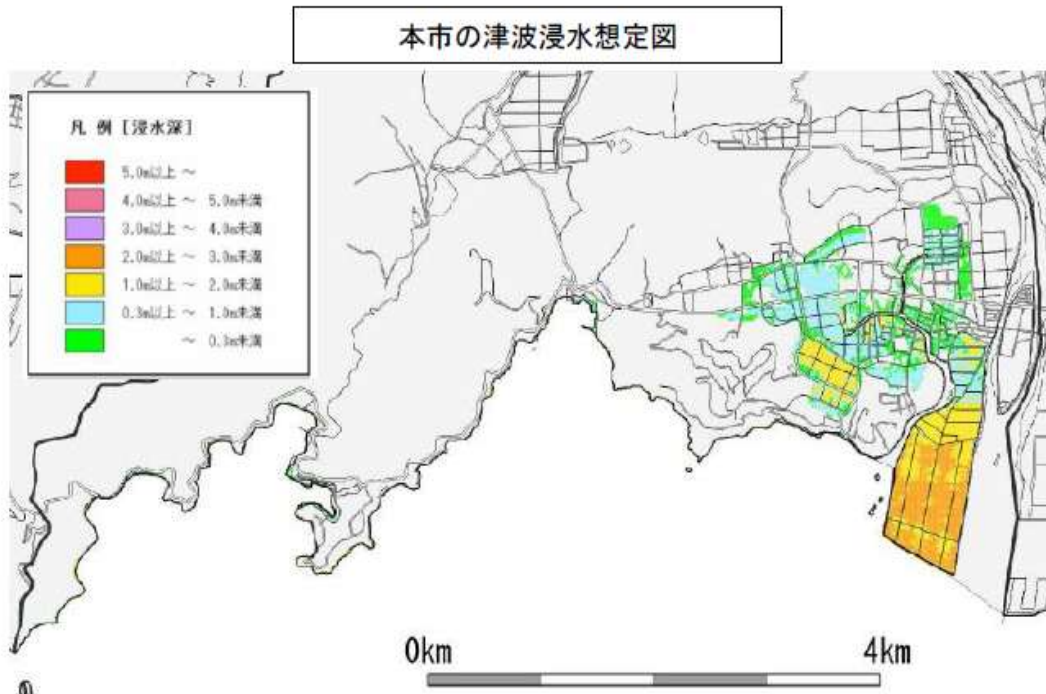 本市の津波浸水想定図
凡 例 [浸水深]
5.0m以上 ~
4.0m以上 ~ 5.0m未満
3.0m以上 ~ 4.0m未満
2.0m以上 ~ 3.0m未満
1.0m以上 ~ 2.0m未満
0.3m以上 ~ 1.0m未満
~ 0.3m未満
0km 4km